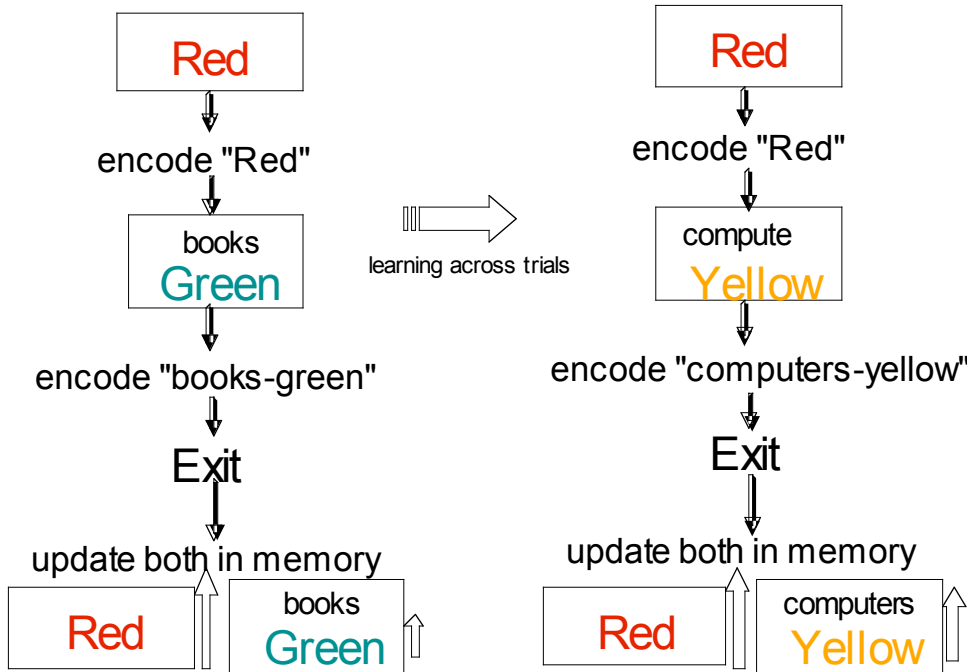 Red
encode "Red"
books
Green
encode "books-green"
Exit
update both in memory
Red
books
Green
learning across trials
Red
encode "Red"
compute
Yellow
encode "computers-yellow"
Exit
update both in memory
Red
computers
Yellow